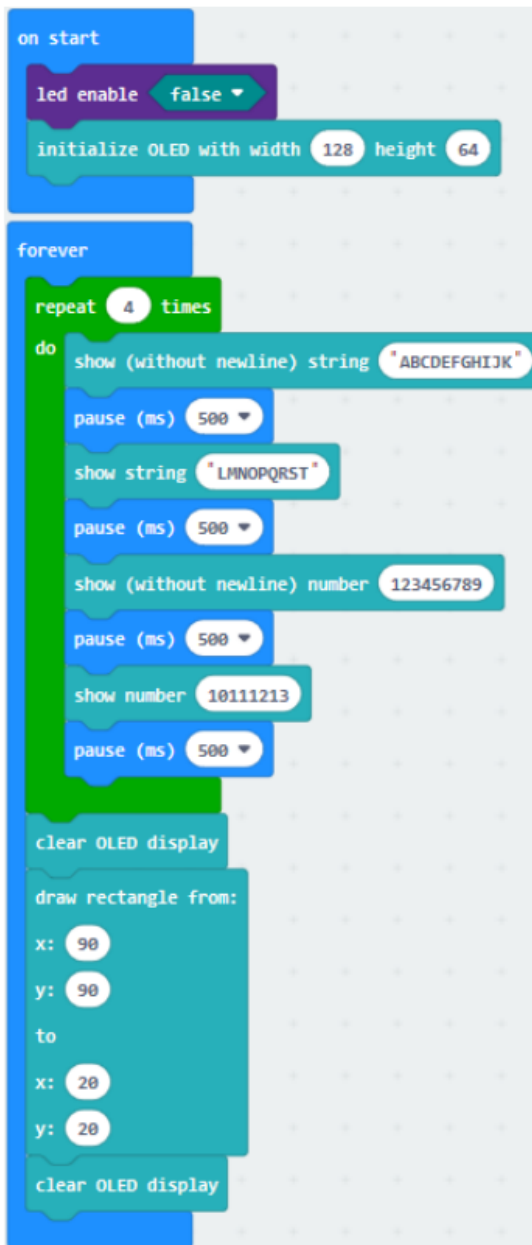 on start
led enable false
initialize OLED with width 128 height 64
forever
repeat 4 times
do
show (without newline) string "ABCDEFGHIJK"
pause (ms) 500
show string "LMNOPQRST"
pause (ms) 500
show (without newline) number 123456789
pause (ms) 500
show number 10111213
pause (ms) 500
clear OLED display
draw rectangle from:
x: 90
y: 90
to
x: 20
y: 20
clear OLED display